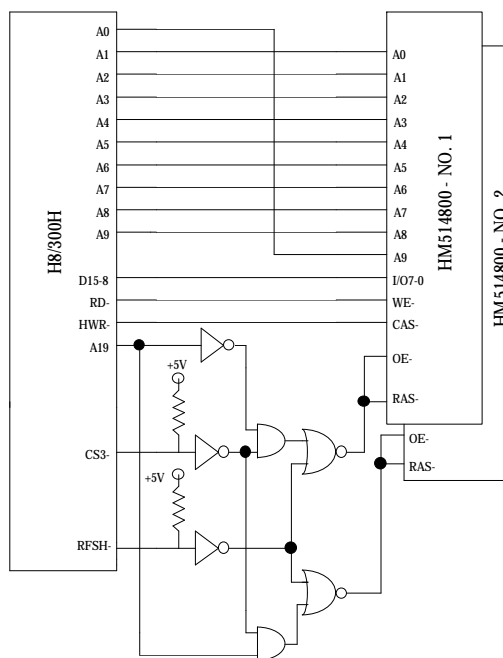 H8/300H
A0
A1
A2
A3
A4
A5
A6
A7
A8
A9
D15-8
RD-
HWR-
A19
CS3-
RFSH-
+5V
+5V
HM514800 - NO. 1
A0
A1
A2
A3
A4
A5
A6
A7
A8
A9
I/O7-0
WE-
CAS-
OE-
RAS-
HM514800 - NO. 2
OE-
RAS-